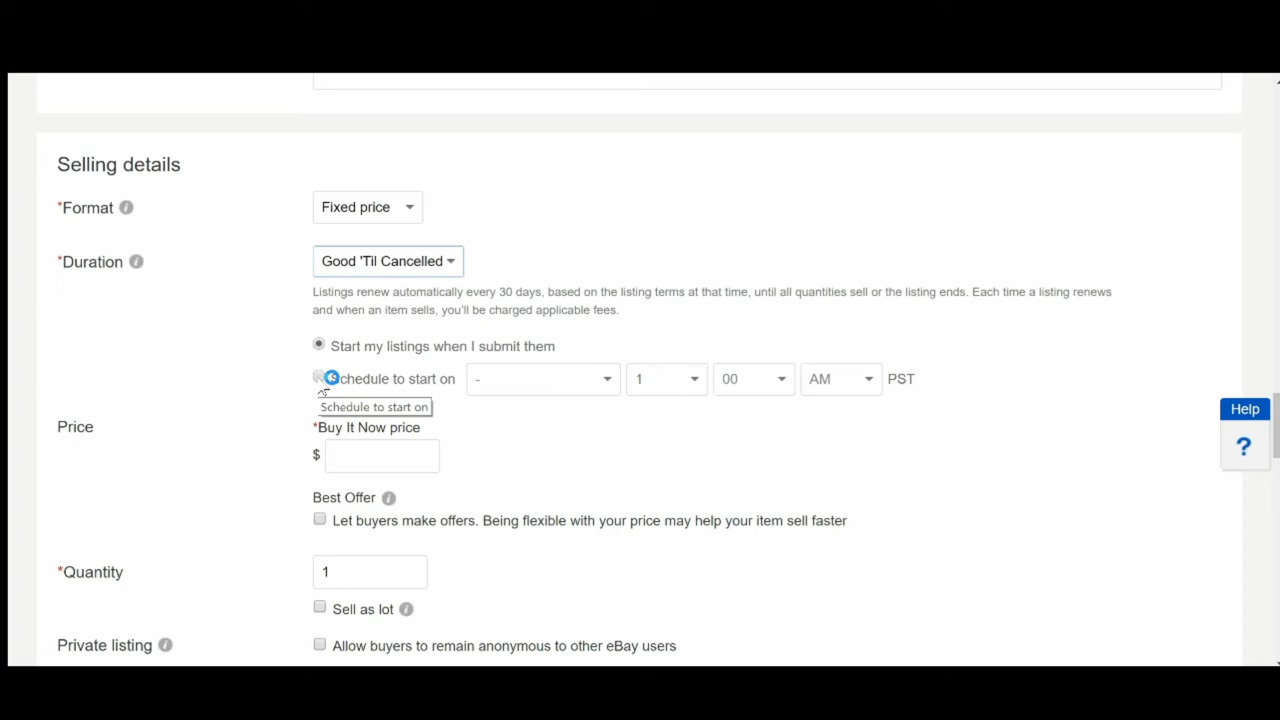 Selling details
*Format
Fixed price
*Duration
Good 'Til Cancelled
Listings renew automatically every 30 days, based on the listing terms at that time, until all quantities sell or the listing ends. Each time a listing renews
and when an item sells, you'll be charged applicable fees.
Start my listings when I submit them
Schedule to start on - 1 00 AM PST
Schedule to start on
Price
*Buy It Now price
$
Best Offer
Let buyers make offers. Being flexible with your price may help your item sell faster
*Quantity
1
Sell as lot
Private listing
Allow buyers to remain anonymous to other eBay users
Help
?